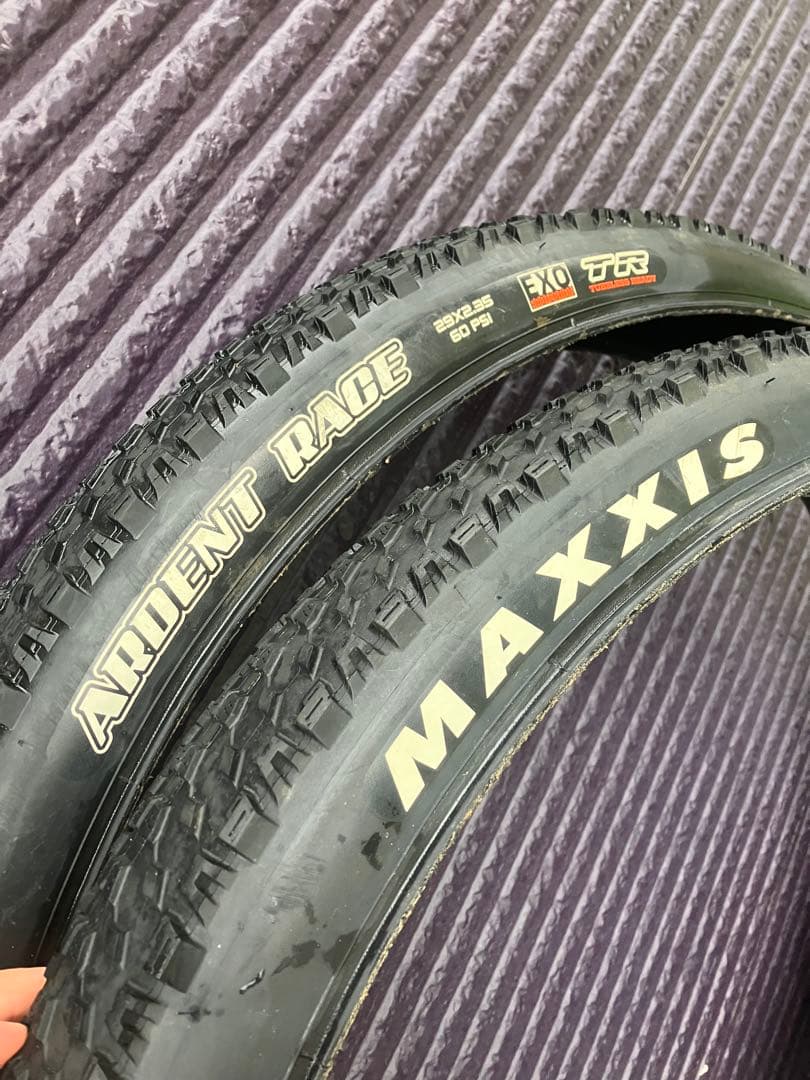 ARDENT RACE
29X2.35
60 PSI
EXO
TR
TUBELESS READY
MAXXIS